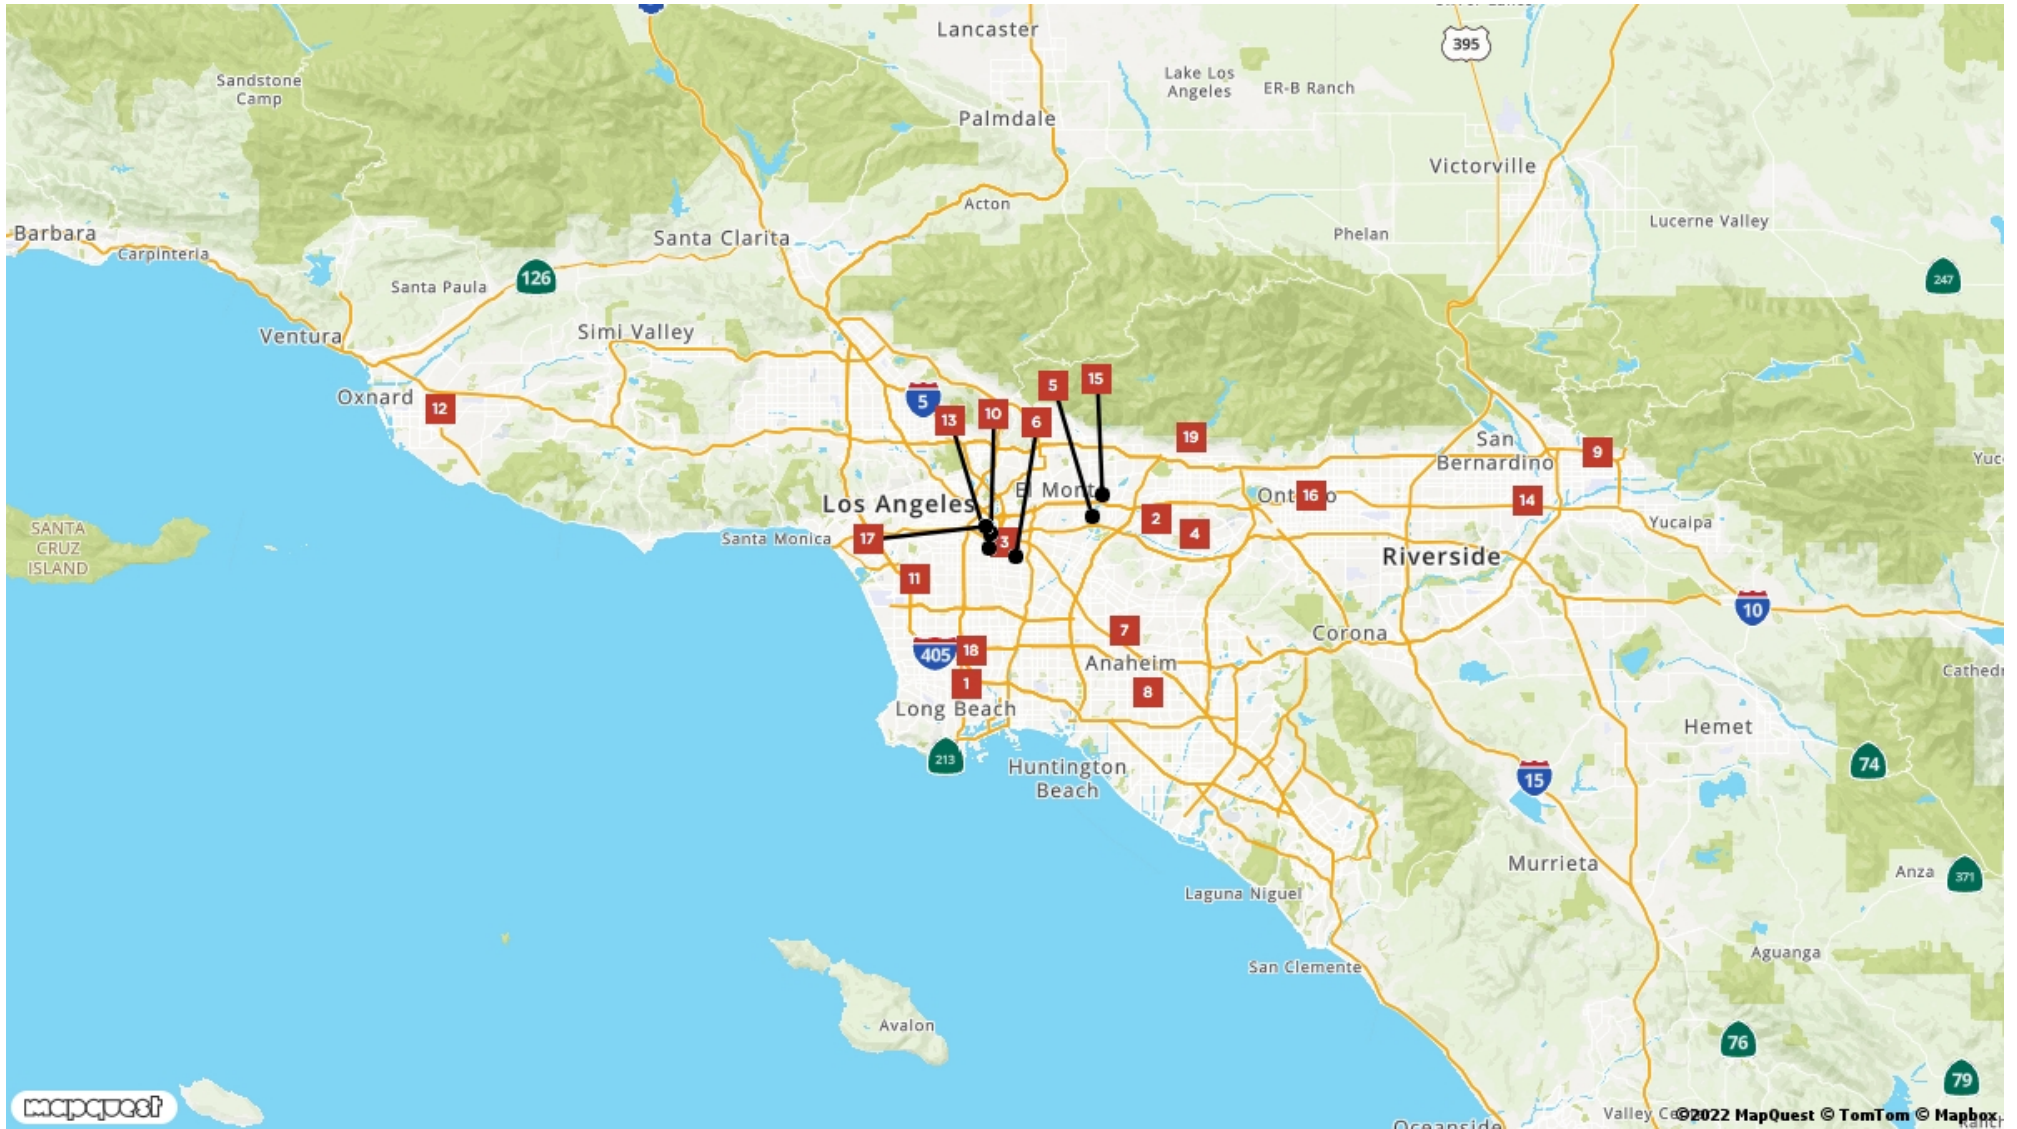 Lancaster
395
Sandstone
Camp
Lake Los
Angeles
ER-B Ranch
Palmdale
Victorville
Acton
Lucerne Valley
Barbara
Santa Clarita
Phelan
Carpinteria
126
247
Santa Paula
Ventura
Simi Valley
15
5
Oxnard
12
5
13
10
6
19
San
Bernardino
9
El Mont
Los Angeles
16
14
2
Yucaipa
SANTA
CRUZ
ISLAND
Santa Monica
17
3
4
Riverside
11
10
7
Corona
405
18
Anaheim
1
8
Long Beach
Hemet
213
74
Huntington
Beach
15
Murrieta
Anza
371
Laguna Niguel
Aguanga
San Clemente
Avalon
76
79
mapquest
©2022 MapQuest © TomTom © Mapbox
Oceanside